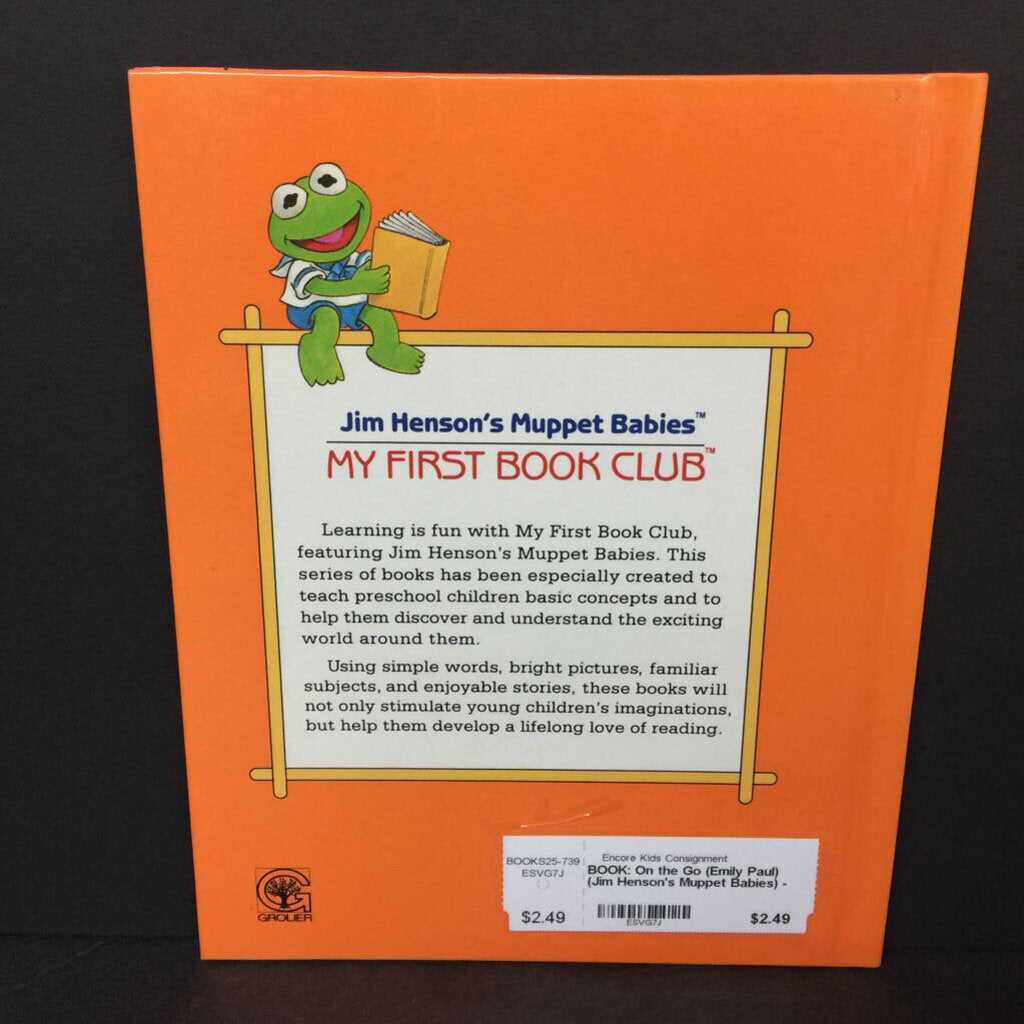 Jim Henson's Muppet Babies™
MY FIRST BOOK CLUB™
Learning is fun with My First Book Club,
featuring Jim Henson's Muppet Babies. This
series of books has been especially created to
teach preschool children basic concepts and to
help them discover and understand the exciting
world around them.
Using simple words, bright pictures, familiar
subjects, and enjoyable stories, these books will
not only stimulate young children's imaginations,
but help them develop a lifelong love of reading.
G
GROLIER
BOOKS25-739
ESVG7J
$2.49
Encore Kids Consignment
BOOK: On the Go (Emily Paul)
(Jim Henson's Muppet Babies) -
ESVG7J
$2.49